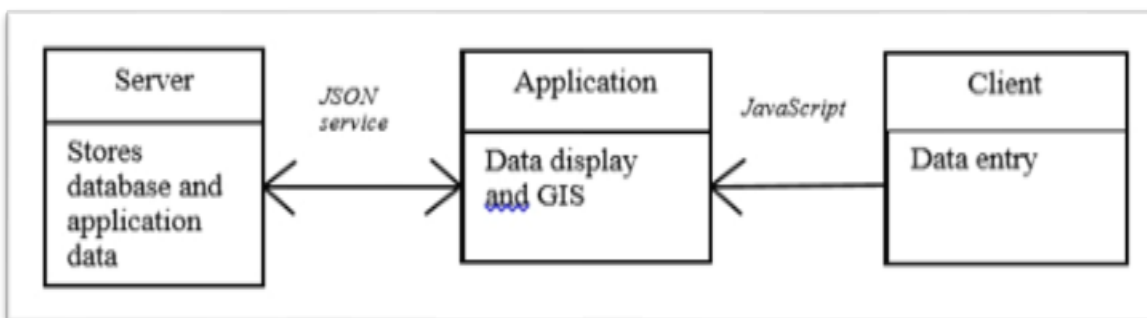 Server
Stores
database and
application
data
JSON
service
Application
Data display
and GIS
JavaScript
Client
Data entry